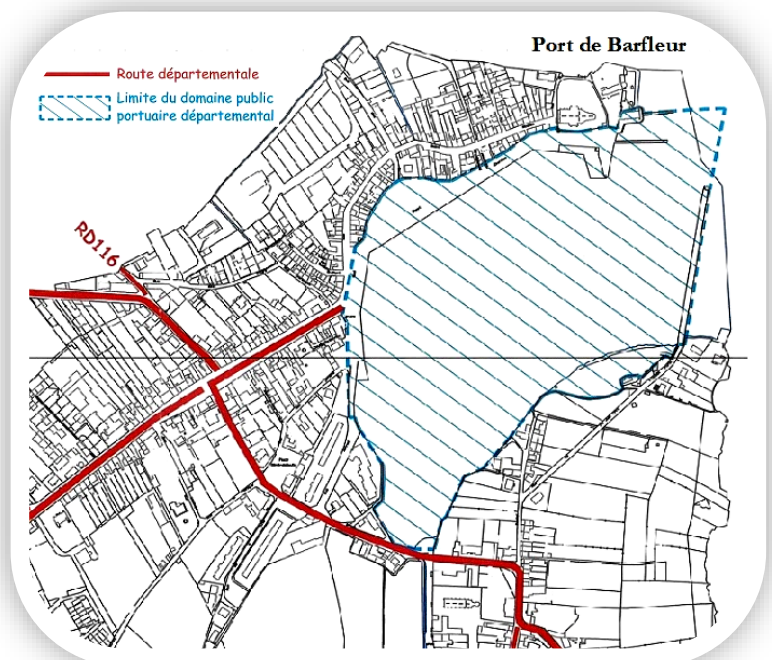 Port de Barfleur
Route départementale
Limite du domaine public
portuaire départemental
RD116